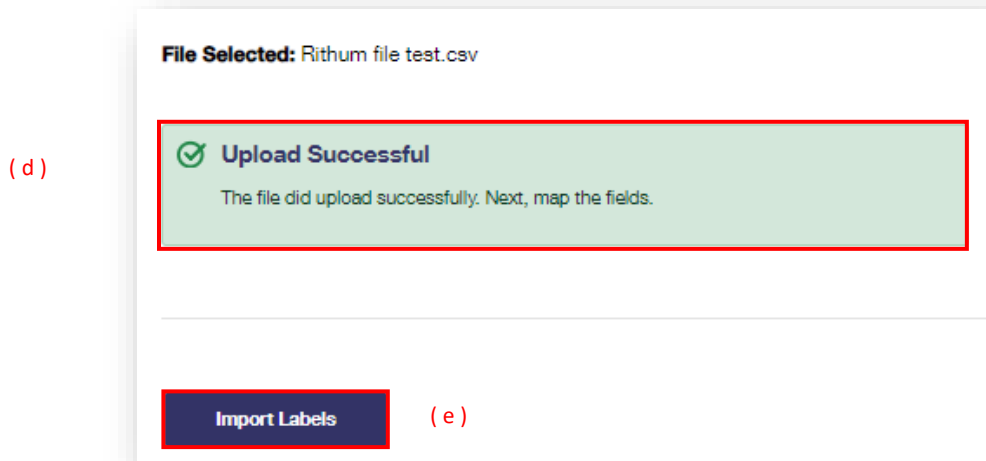 File Selected: Rithum file test.csv
( d )
Upload Successful
The file did upload successfully. Next, map the fields.
Import Labels
( e )